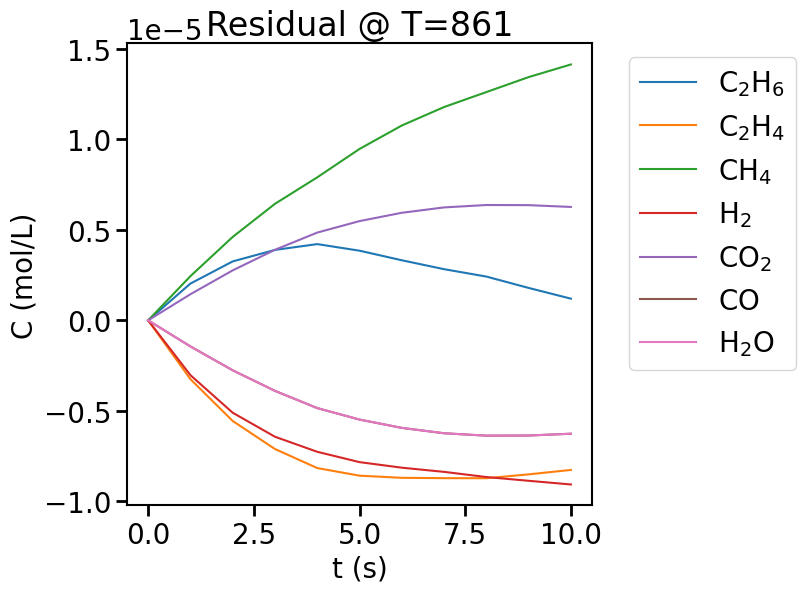 1e−5 Residual @ T=861
1.5
1.0
0.5
0.0
−0.5
−1.0
C (mol/L)
0.0 2.5 5.0 7.5 10.0
t (s)
C₂H₆
C₂H₄
CH₄
H₂
CO₂
CO
H₂O